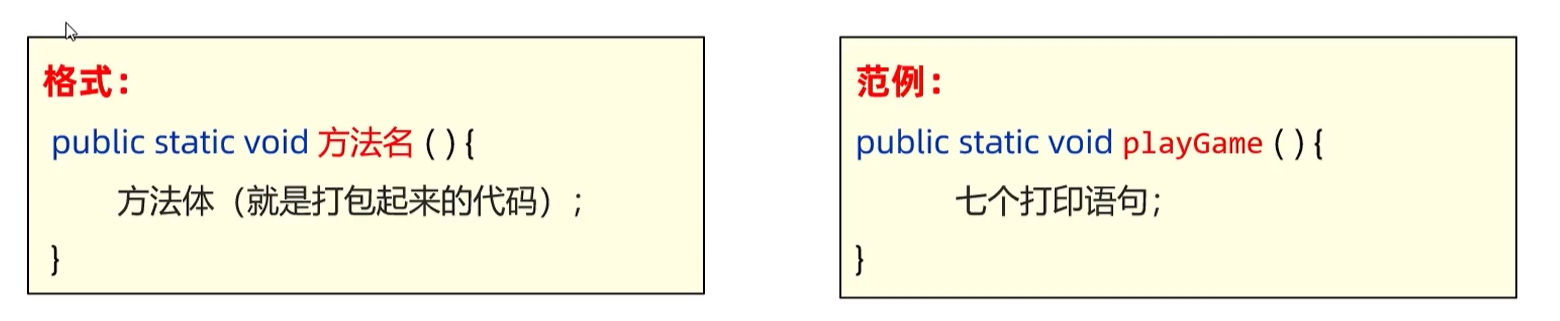 格式：
public static void 方法名 ( ) {
方法体（就是打包起来的代码）;
}
范例：
public static void playGame ( ) {
七个打印语句;
}